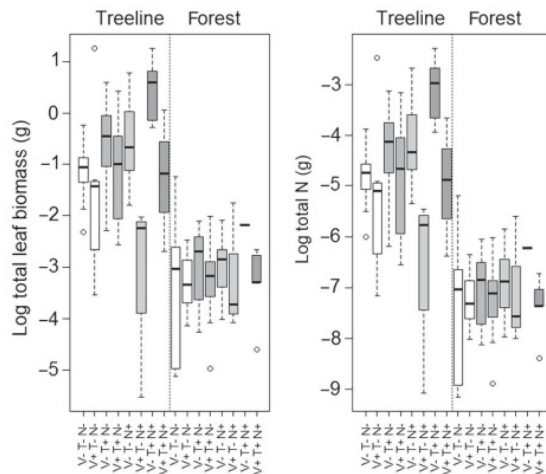 Treeline Forest
Log total leaf biomass (g)
1
0
−1
−2
−3
−4
−5
V- T- N-
V+ T- N-
V- T+ N-
V+ T+ N-
V- T- N+
V+ T- N+
V- T+ N+
V+ T+ N+
V- T- N-
V+ T- N-
V- T+ N-
V+ T+ N-
V- T- N+
V+ T- N+
V- T+ N+
V+ T+ N+
Treeline Forest
Log total N (g)
−3
−4
−5
−6
−7
−8
−9
V- T- N-
V+ T- N-
V- T+ N-
V+ T+ N-
V- T- N+
V+ T- N+
V- T+ N+
V+ T+ N+
V- T- N-
V+ T- N-
V- T+ N-
V+ T+ N-
V- T- N+
V+ T- N+
V- T+ N+
V+ T+ N+